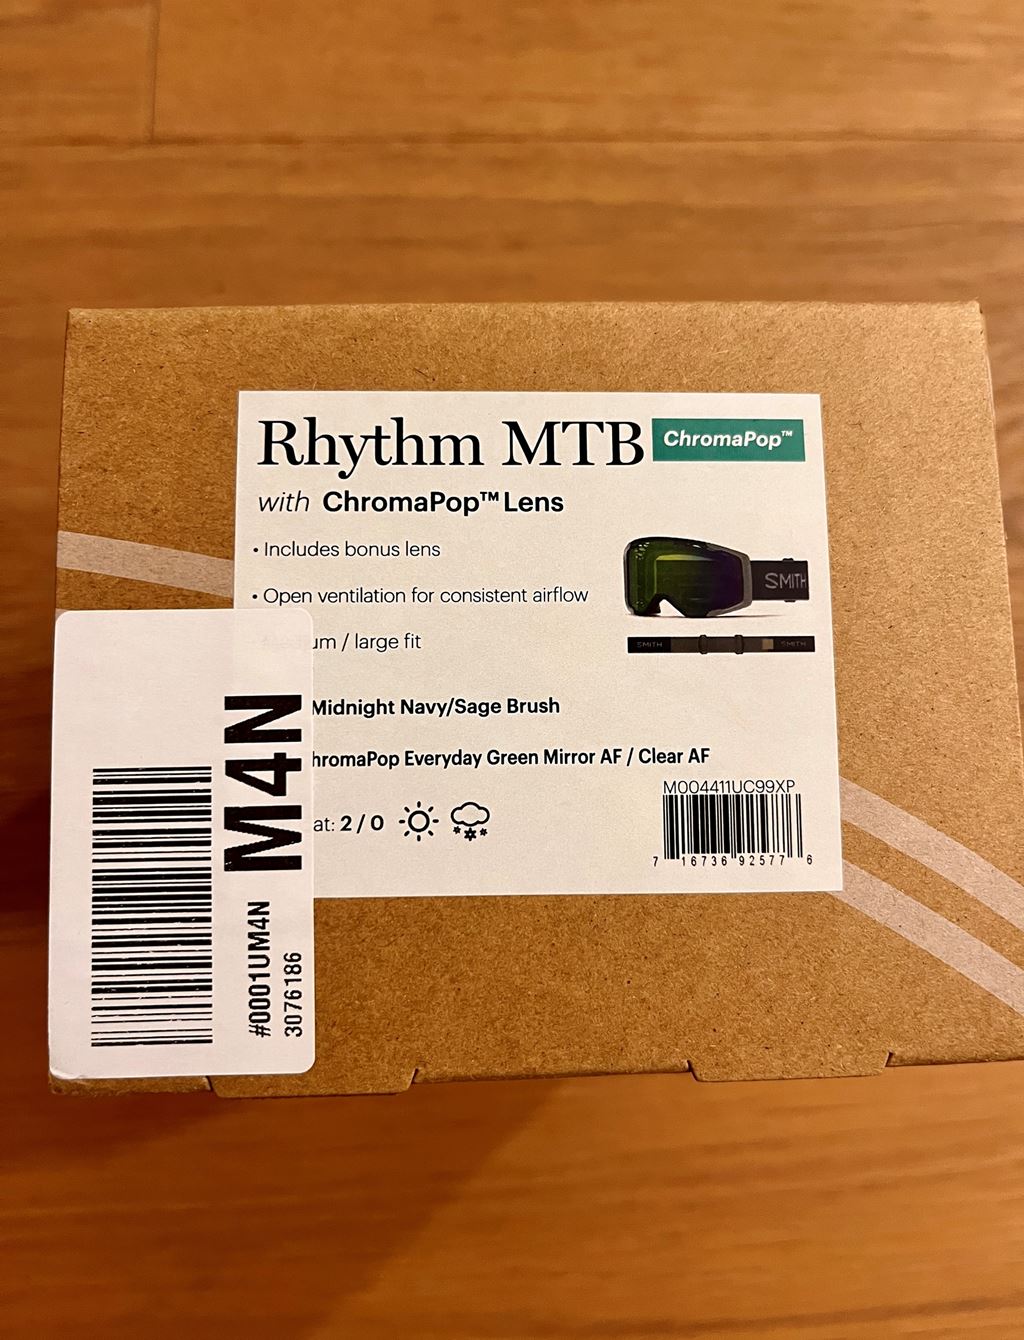 Rhythm MTB
ChromaPop™
with ChromaPop™ Lens
• Includes bonus lens
• Open ventilation for consistent airflow
/ large fit
Midnight Navy/Sage Brush
hromaPop Everyday Green Mirror AF / Clear AF
at: 2 / 0
SMITH
SMITH SMITH
M004411UC99XP
7 16736 92577 6
M4N
#0001UM4N
3076186